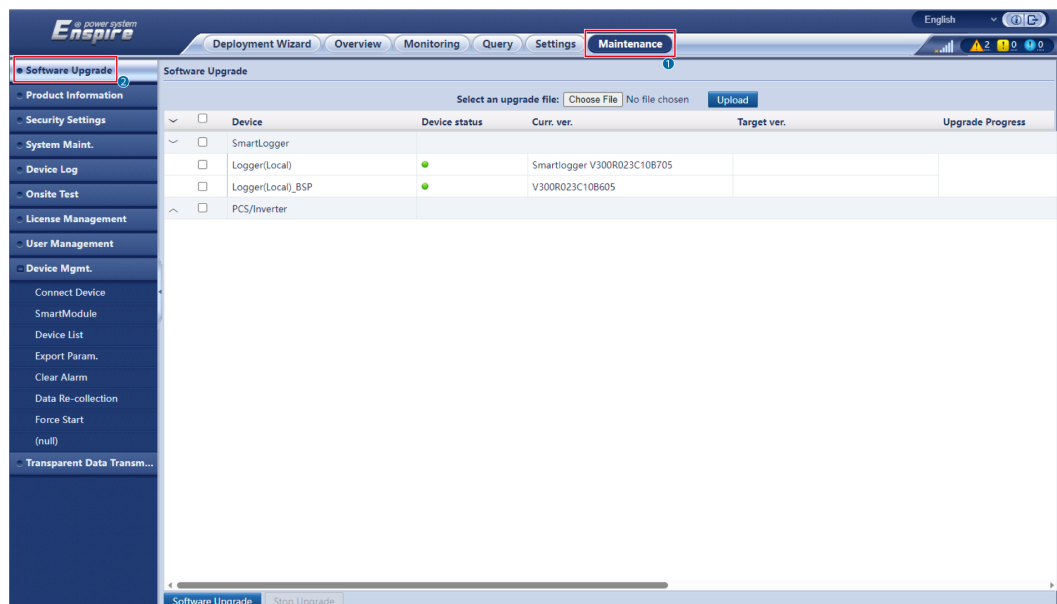 @ power system
Enspire
English
Deployment Wizard Overview Monitoring Query Settings Maintenance
2 0 0
1
Software Upgrade
2
Product Information
Security Settings
System Maint.
Device Log
Onsite Test
License Management
User Management
Device Mgmt.
Connect Device
SmartModule
Device List
Export Param.
Clear Alarm
Data Re-collection
Force Start
(null)
Transparent Data Transm...
Software Upgrade
Select an upgrade file: Choose File No file chosen Upload
Device Device status Curr. ver. Target ver. Upgrade Progress
SmartLogger
Logger(Local) Smartlogger V300R023C10B705
Logger(Local)_BSP V300R023C10B605
PCS/Inverter
Software Upgrade Stop Upgrade